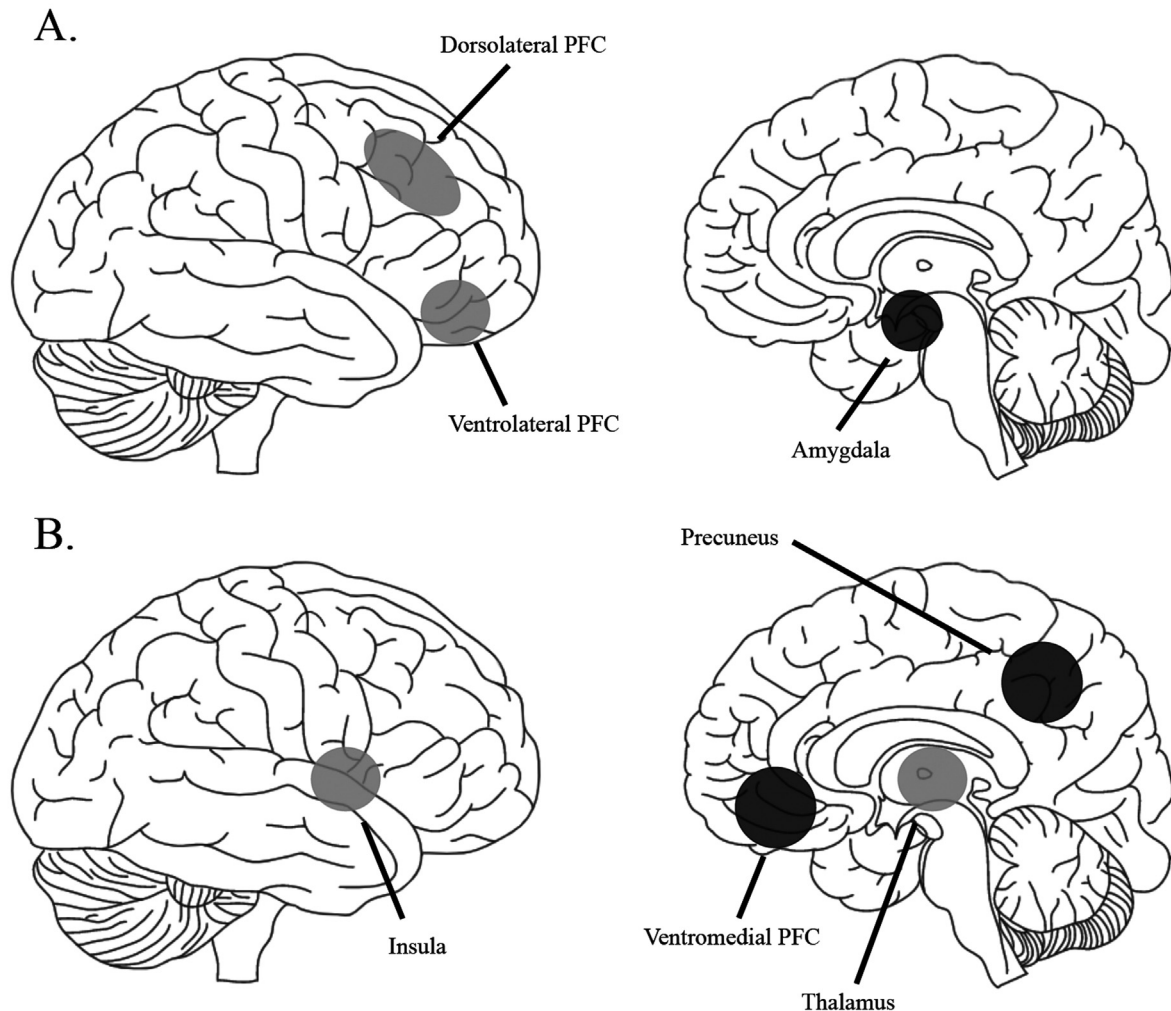 A.
Dorsolateral PFC
Ventrolateral PFC
Amygdala
B.
Precuneus
Insula
Ventromedial PFC
Thalamus